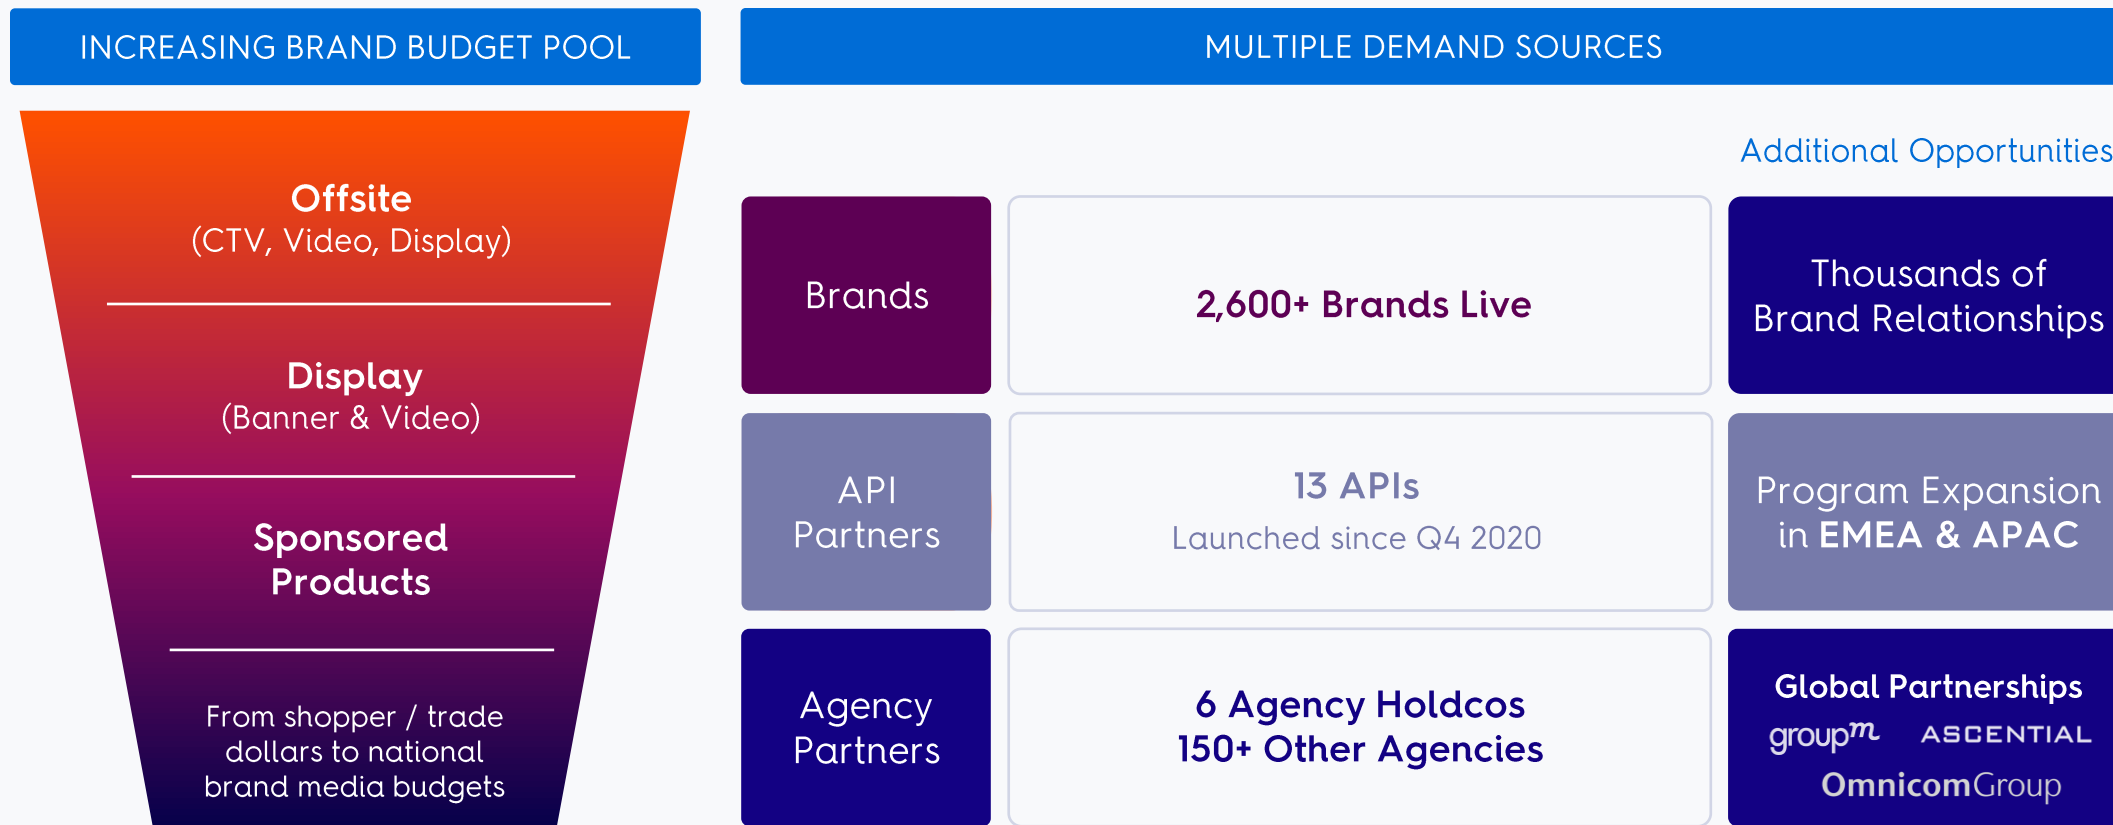 INCREASING BRAND BUDGET POOL
Offsite
(CTV, Video, Display)
Display
(Banner & Video)
Sponsored
Products
From shopper / trade
dollars to national
brand media budgets
MULTIPLE DEMAND SOURCES
Additional Opportunities
Brands
2,600+ Brands Live
Thousands of
Brand Relationships
API
Partners
13 APIs
Launched since Q4 2020
Program Expansion
in EMEA & APAC
Agency
Partners
6 Agency Holdcos
150+ Other Agencies
Global Partnerships
groupm ASCENTIAL
OmnicomGroup